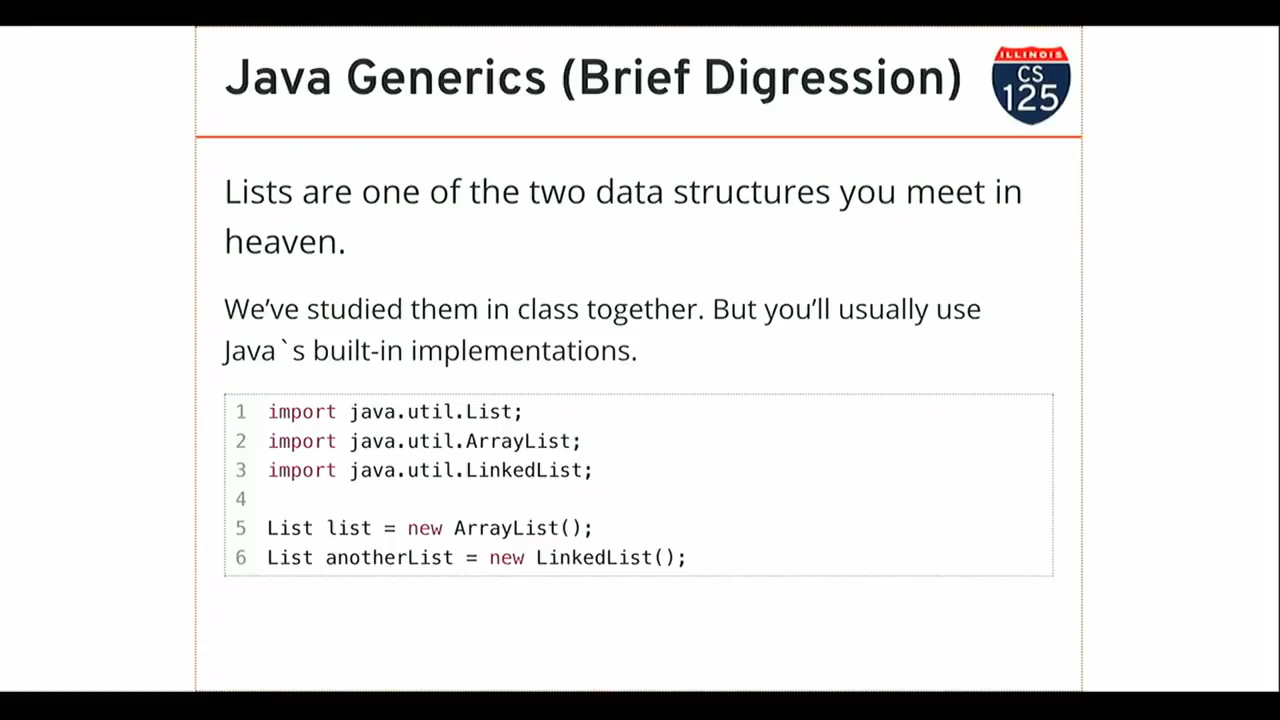 Java Generics (Brief Digression)
ILLINOIS
CS
125
Lists are one of the two data structures you meet in
heaven.
We’ve studied them in class together. But you’ll usually use
Java`s built-in implementations.
1 import java.util.List;
2 import java.util.ArrayList;
3 import java.util.LinkedList;
4
5 List list = new ArrayList();
6 List anotherList = new LinkedList();